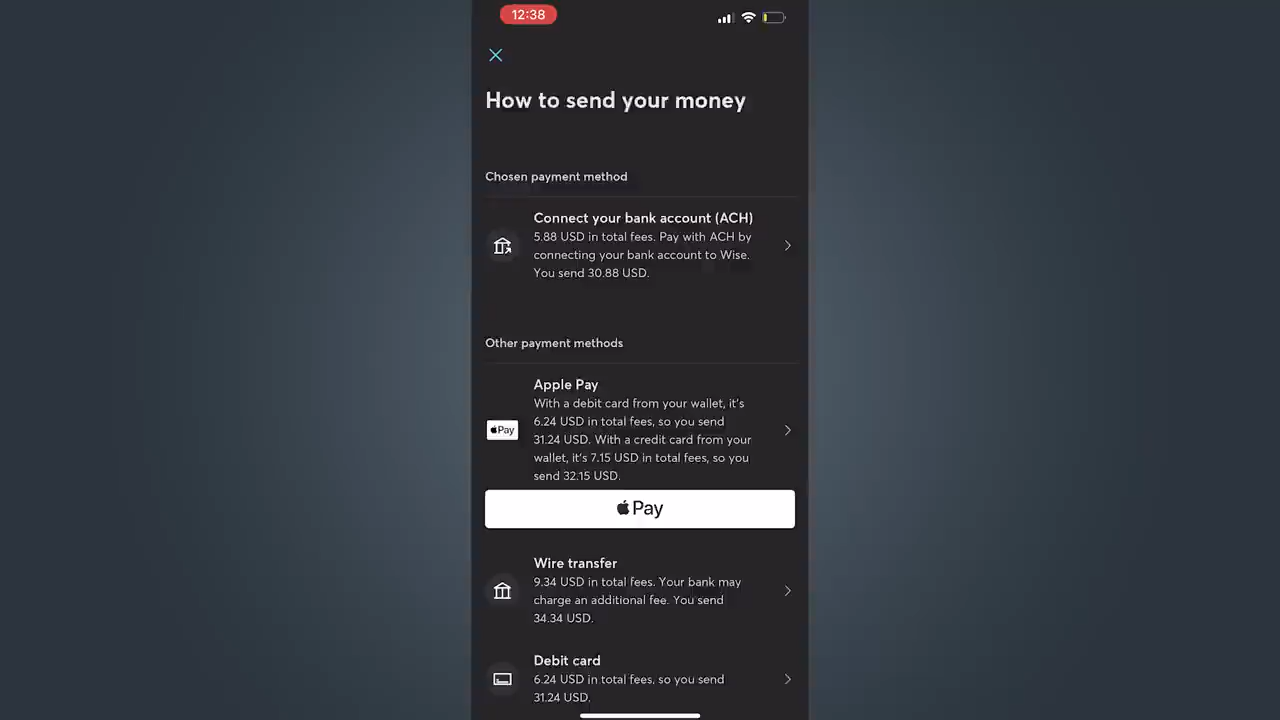 12:38
How to send your money
Chosen payment method
Connect your bank account (ACH)
5.88 USD in total fees. Pay with ACH by
connecting your bank account to Wise.
You send 30.88 USD.
Other payment methods
Apple Pay
With a debit card from your wallet, it's
6.24 USD in total fees, so you send
31.24 USD. With a credit card from your
wallet, it's 7.15 USD in total fees, so you
send 32.15 USD.
Pay
Pay
Wire transfer
9.34 USD in total fees. Your bank may
charge an additional fee. You send
34.34 USD.
Debit card
6.24 USD in total fees, so you send
31.24 USD.